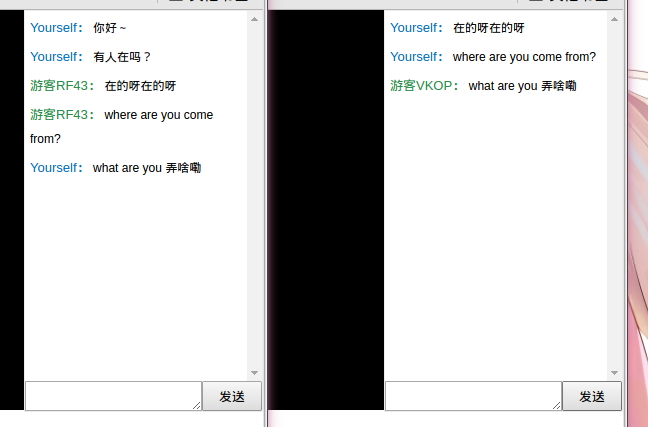 Yourself： 你好 ~
Yourself： 有人在吗？
游客RF43： 在的呀在的呀
游客RF43： where are you come
from?
Yourself： what are you 弄啥嘞
发送
Yourself： 在的呀在的呀
Yourself： where are you come from?
游客VKOP： what are you 弄啥嘞
发送